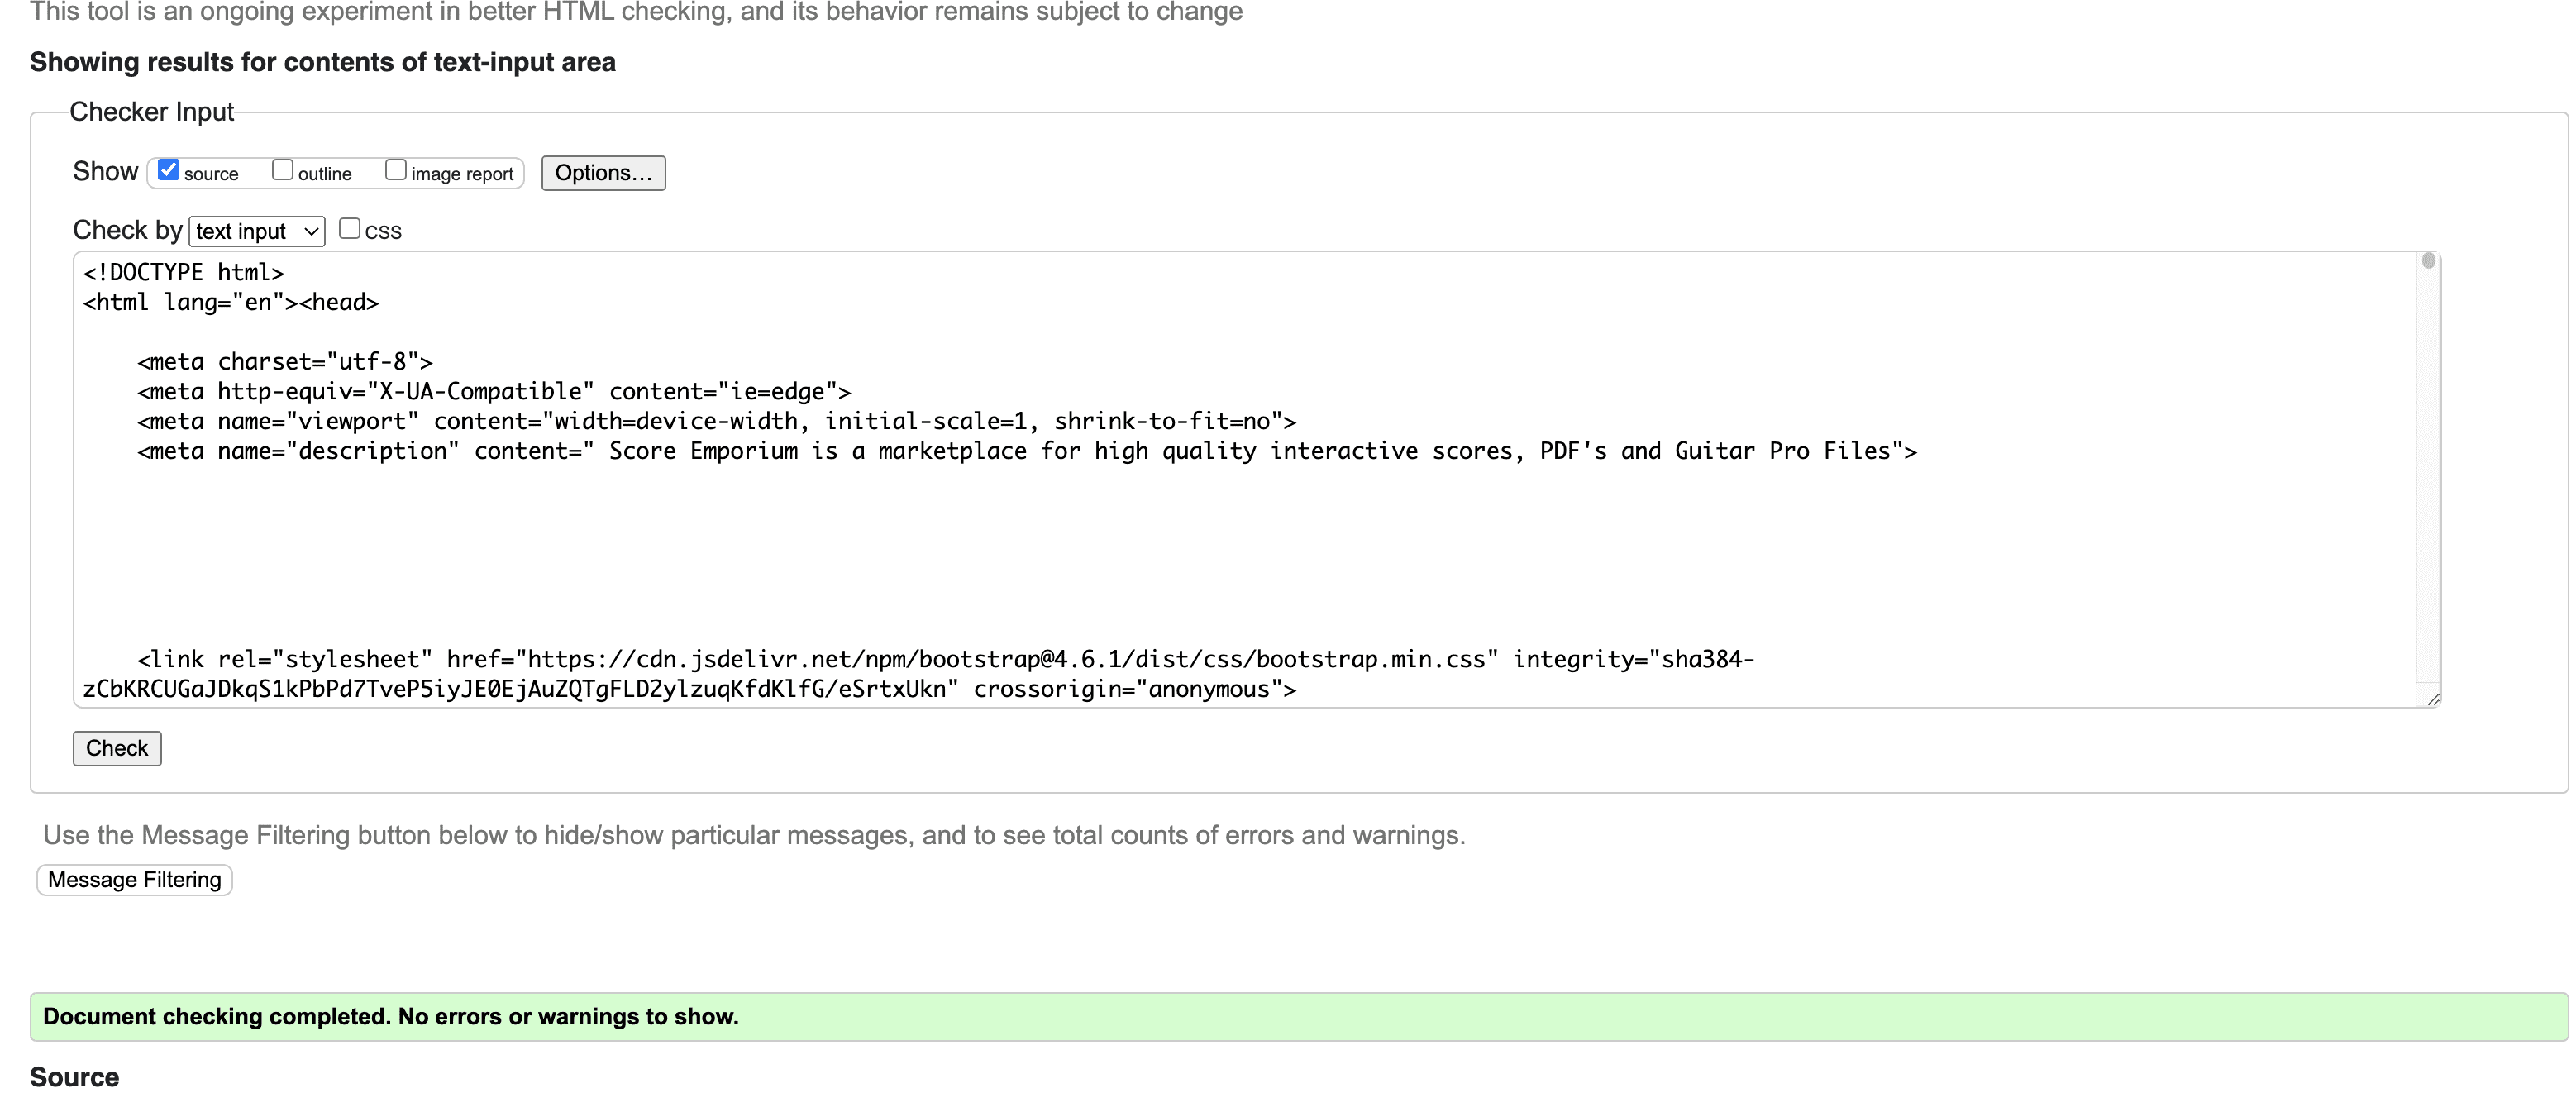 This tool is an ongoing experiment in better HTML checking, and its behavior remains subject to change
Showing results for contents of text-input area
Checker Input
Show source outline image report Options...
Check by text input CSS
<!DOCTYPE html>
<html lang="en"><head>
<meta charset="utf-8">
<meta http-equiv="X-UA-Compatible" content="ie=edge">
<meta name="viewport" content="width=device-width, initial-scale=1, shrink-to-fit=no">
<meta name="description" content=" Score Emporium is a marketplace for high quality interactive scores, PDF's and Guitar Pro Files">
<link rel="stylesheet" href="https://cdn.jsdelivr.net/npm/bootstrap@4.6.1/dist/css/bootstrap.min.css" integrity="sha384-
zCbKRCUGaJDkqS1kPbPd7TveP5iyJE0EjAuZQTgFLD2ylzuqKfdKlfG/eSrtxUkn" crossorigin="anonymous">
Check
Use the Message Filtering button below to hide/show particular messages, and to see total counts of errors and warnings.
Message Filtering
Document checking completed. No errors or warnings to show.
Source